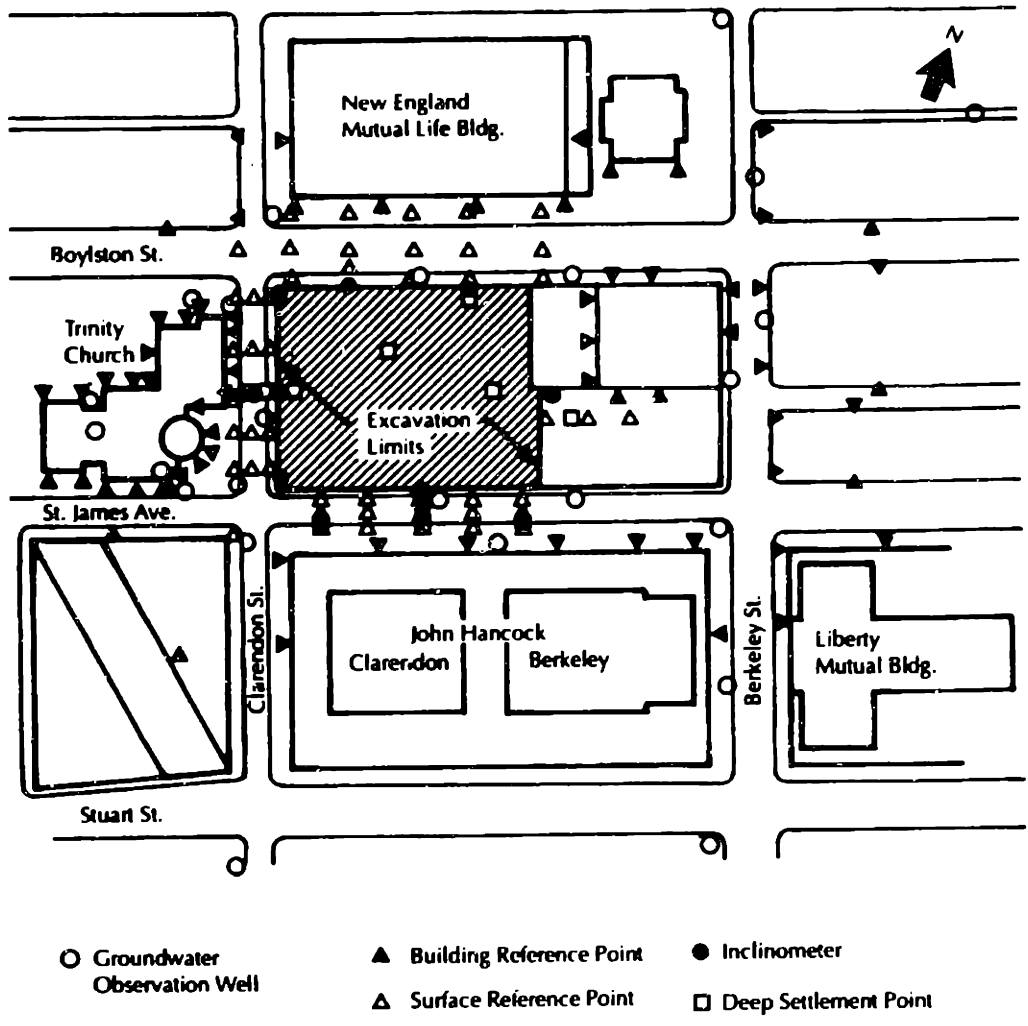 N
New England
Mutual Life Bldg.
Boylston St.
Trinity
Church
Excavation
Limits
St. James Ave.
Clarendon St.
John Hancock
Clarendon
Berkeley
Berkeley St.
Liberty
Mutual Bldg.
Stuart St.
Groundwater
Observation Well
Building Reference Point
Surface Reference Point
Inclinometer
Deep Settlement Point